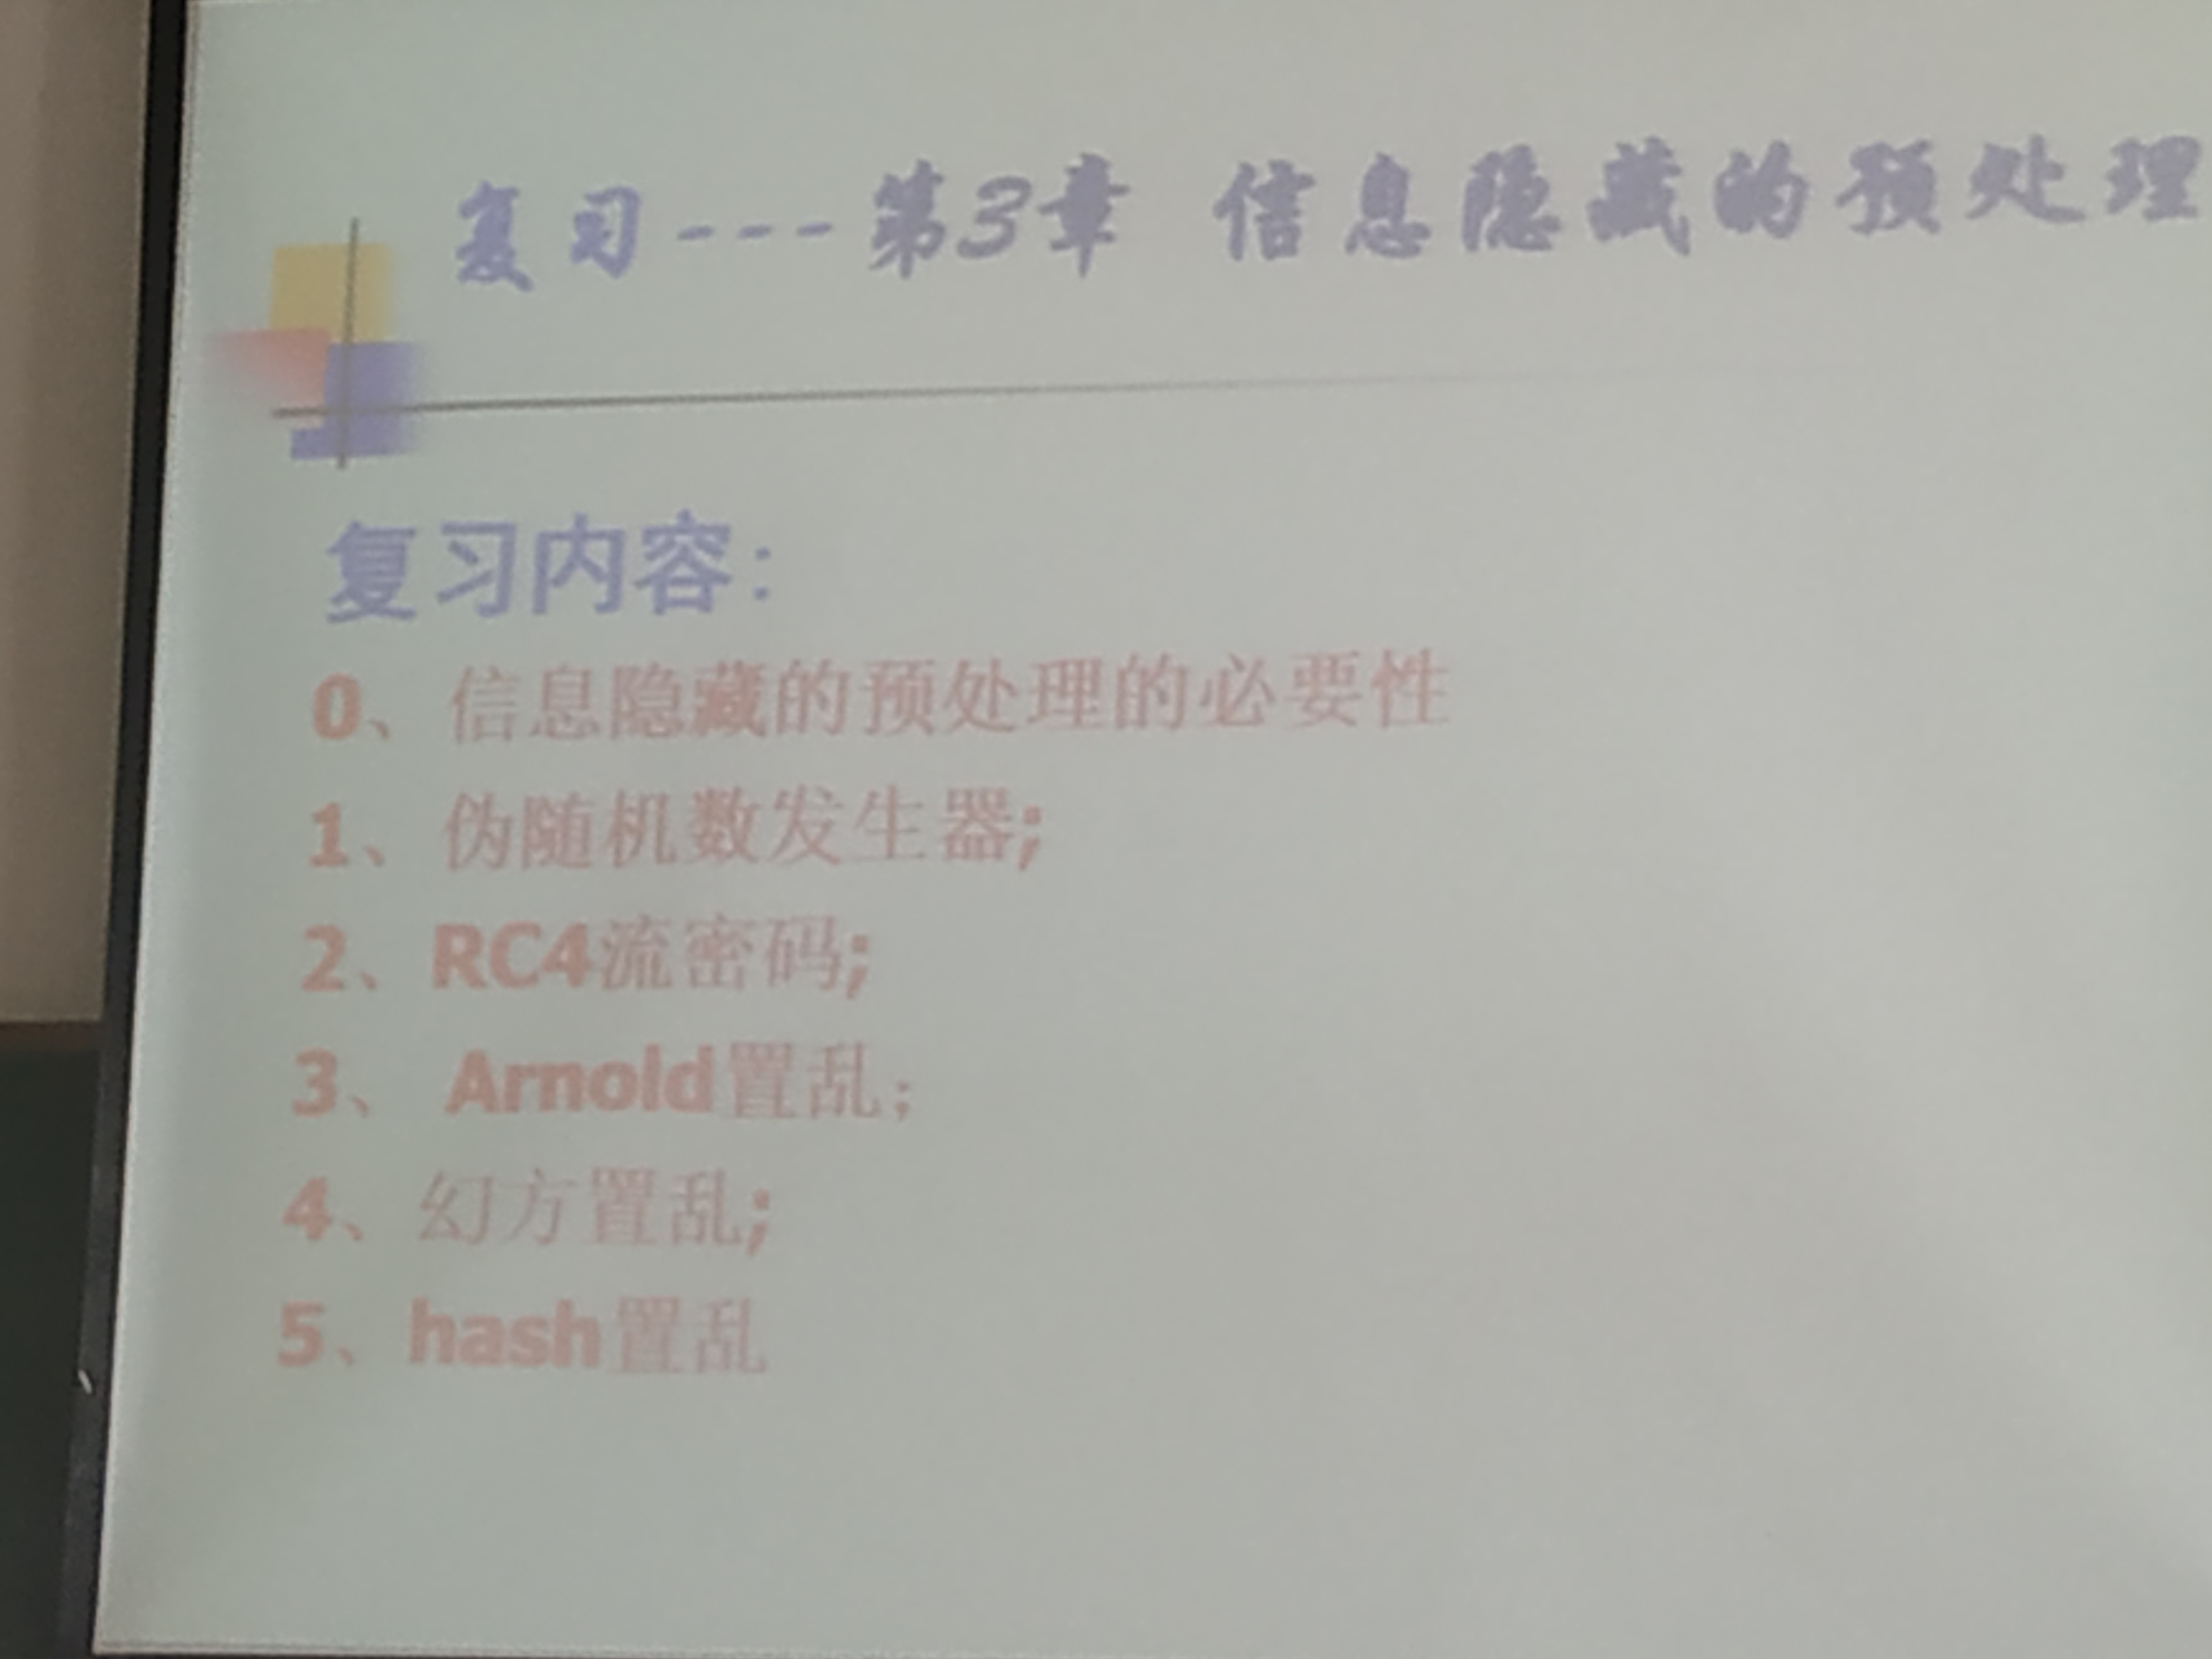 复习---第3章 信息隐藏的预处理
复习内容：
0、信息隐藏的预处理的必要性
1、伪随机数发生器;
2、RC4流密码;
3、 Arnold置乱；
4、幻方置乱;
5、hash置乱